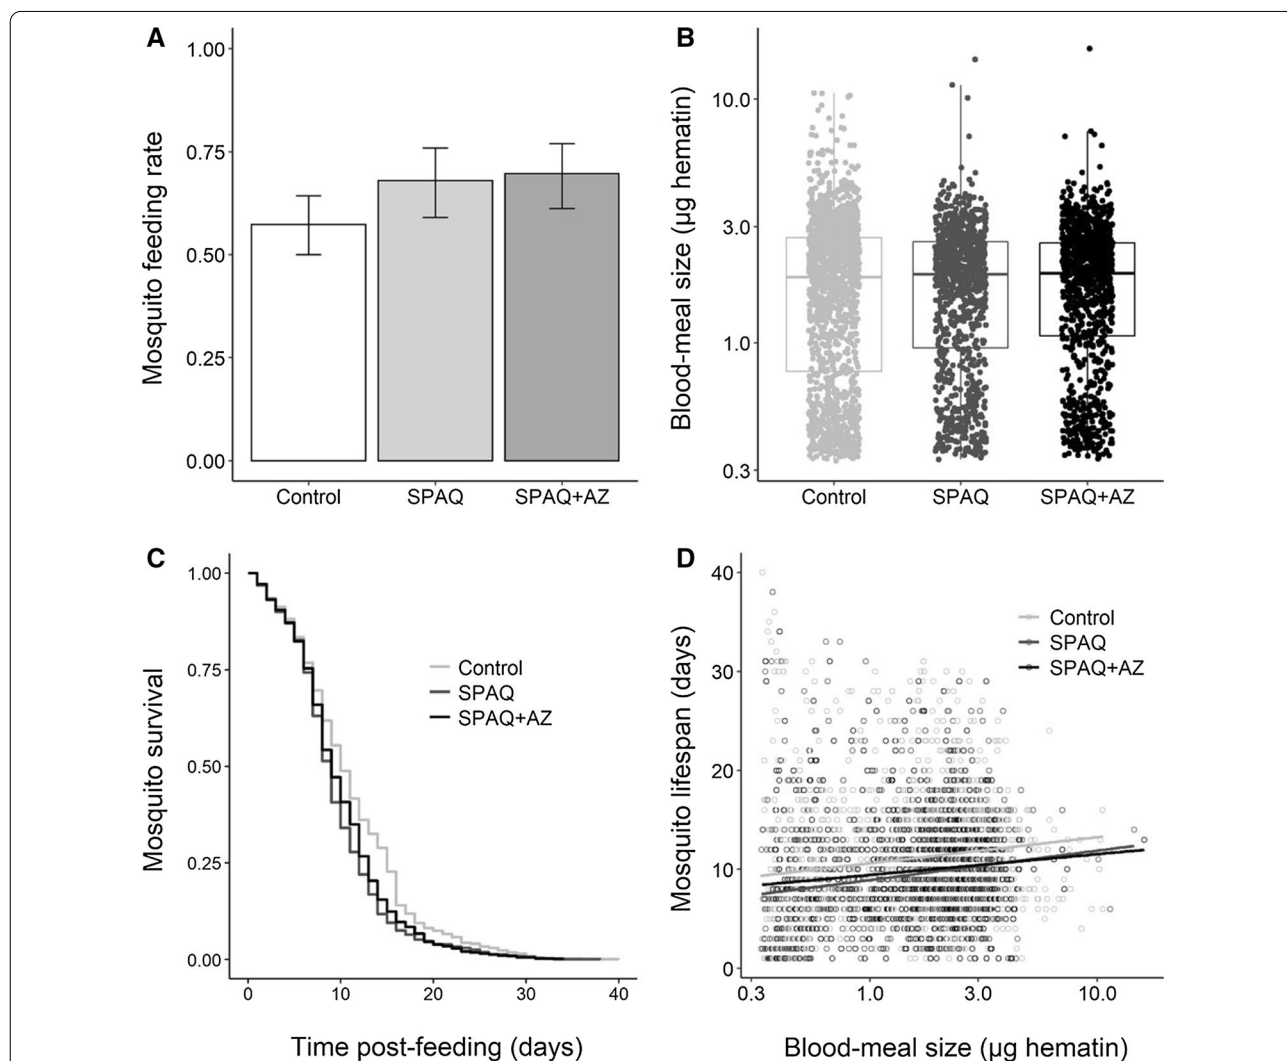 A
Mosquito feeding rate
1.00
0.75
0.50
0.25
0.00
Control SPAQ SPAQ+AZ
B
Blood-meal size (µg hematin)
10.0
3.0
1.0
0.3
Control SPAQ SPAQ+AZ
C
Mosquito survival
1.00
0.75
0.50
0.25
0.00
Control
SPAQ
SPAQ+AZ
0 10 20 30 40
Time post-feeding (days)
D
Mosquito lifespan (days)
40
30
20
10
0
Control
SPAQ
SPAQ+AZ
0.3 1.0 3.0 10.0
Blood-meal size (µg hematin)